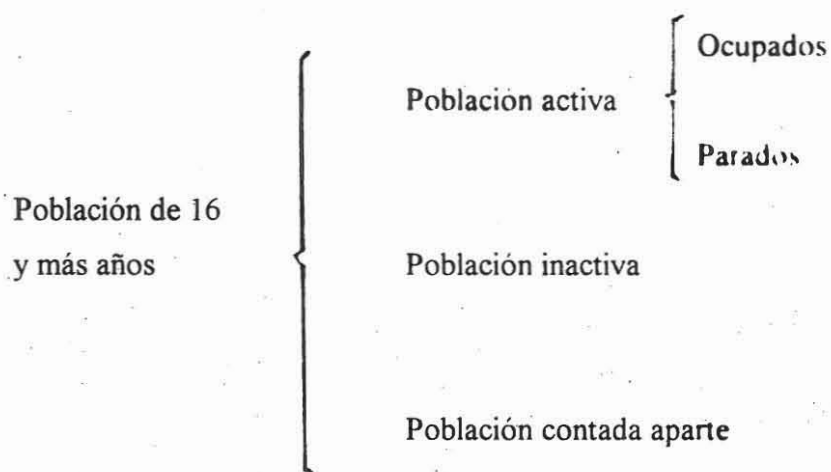 Ocupados
Población activa
Parados
Población de 16
y más años
Población inactiva
Población contada aparte